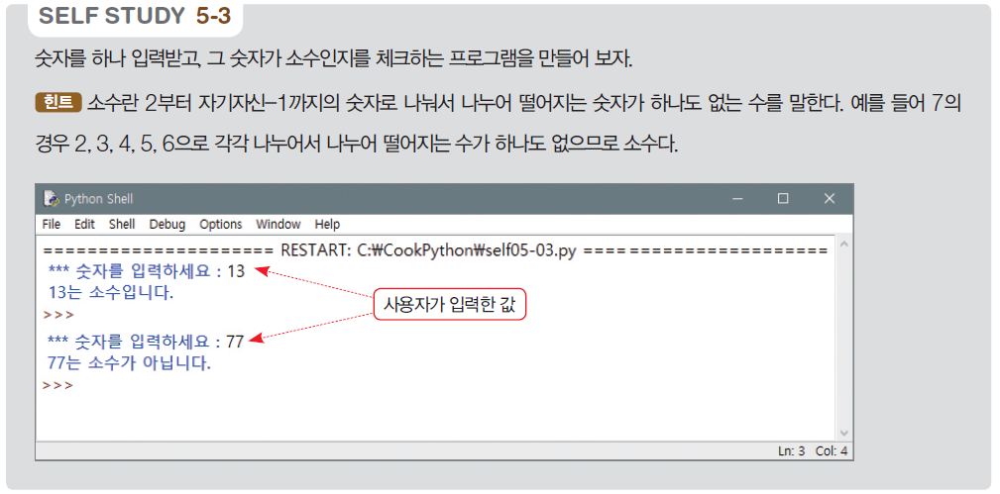 SELF STUDY 5-3
숫자를 하나 입력받고, 그 숫자가 소수인지를 체크하는 프로그램을 만들어 보자.
힌트 소수란 2부터 자기자신-1까지의 숫자로 나눠서 나누어 떨어지는 숫자가 하나도 없는 수를 말한다. 예를 들어 7의
경우 2, 3, 4, 5, 6으로 각각 나누어서 나누어 떨어지는 수가 하나도 없으므로 소수다.
Python Shell
File Edit Shell Debug Options Window Help
===================== RESTART: C:₩CookPython₩self05-03.py =====================
*** 숫자를 입력하세요 : 13
13는 소수입니다.
사용자가 입력한 값
>>>
*** 숫자를 입력하세요 : 77
77는 소수가 아닙니다.
>>>
Ln: 3 Col: 4